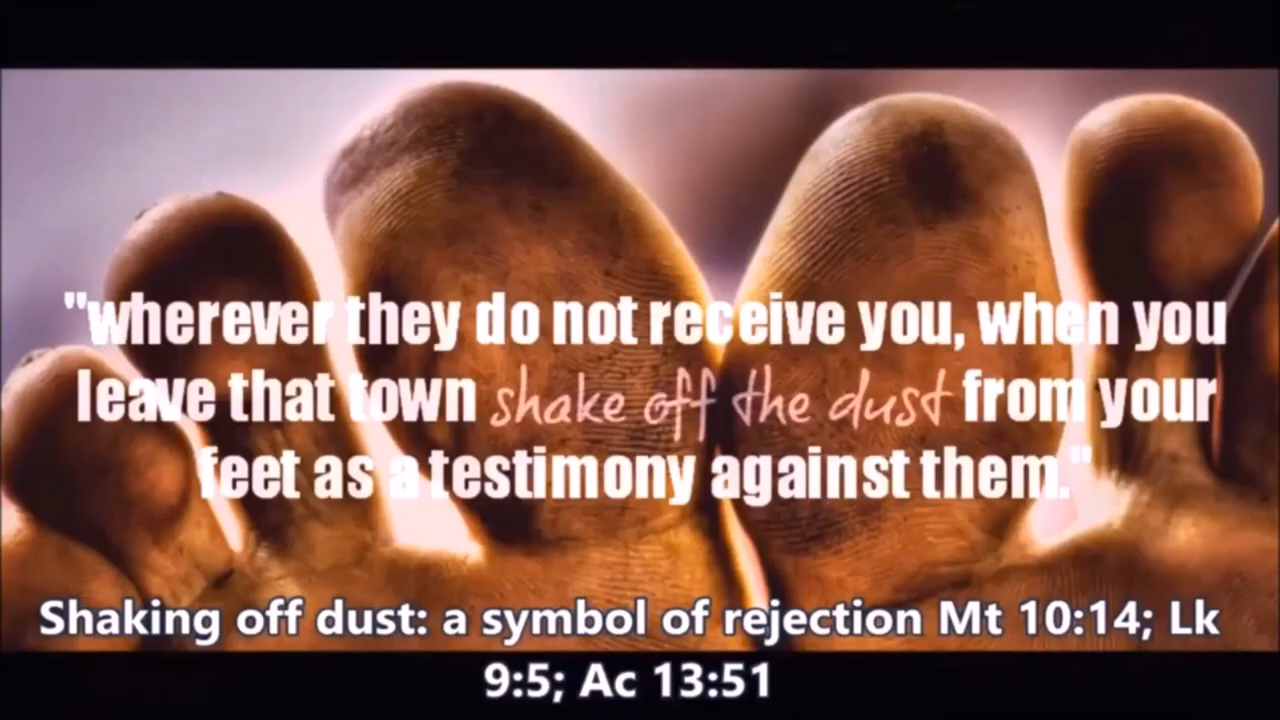 "wherever they do not receive you, when you
leave that town shake off the dust from your
feet as a testimony against them."
Shaking off dust: a symbol of rejection Mt 10:14; Lk
9:5; Ac 13:51